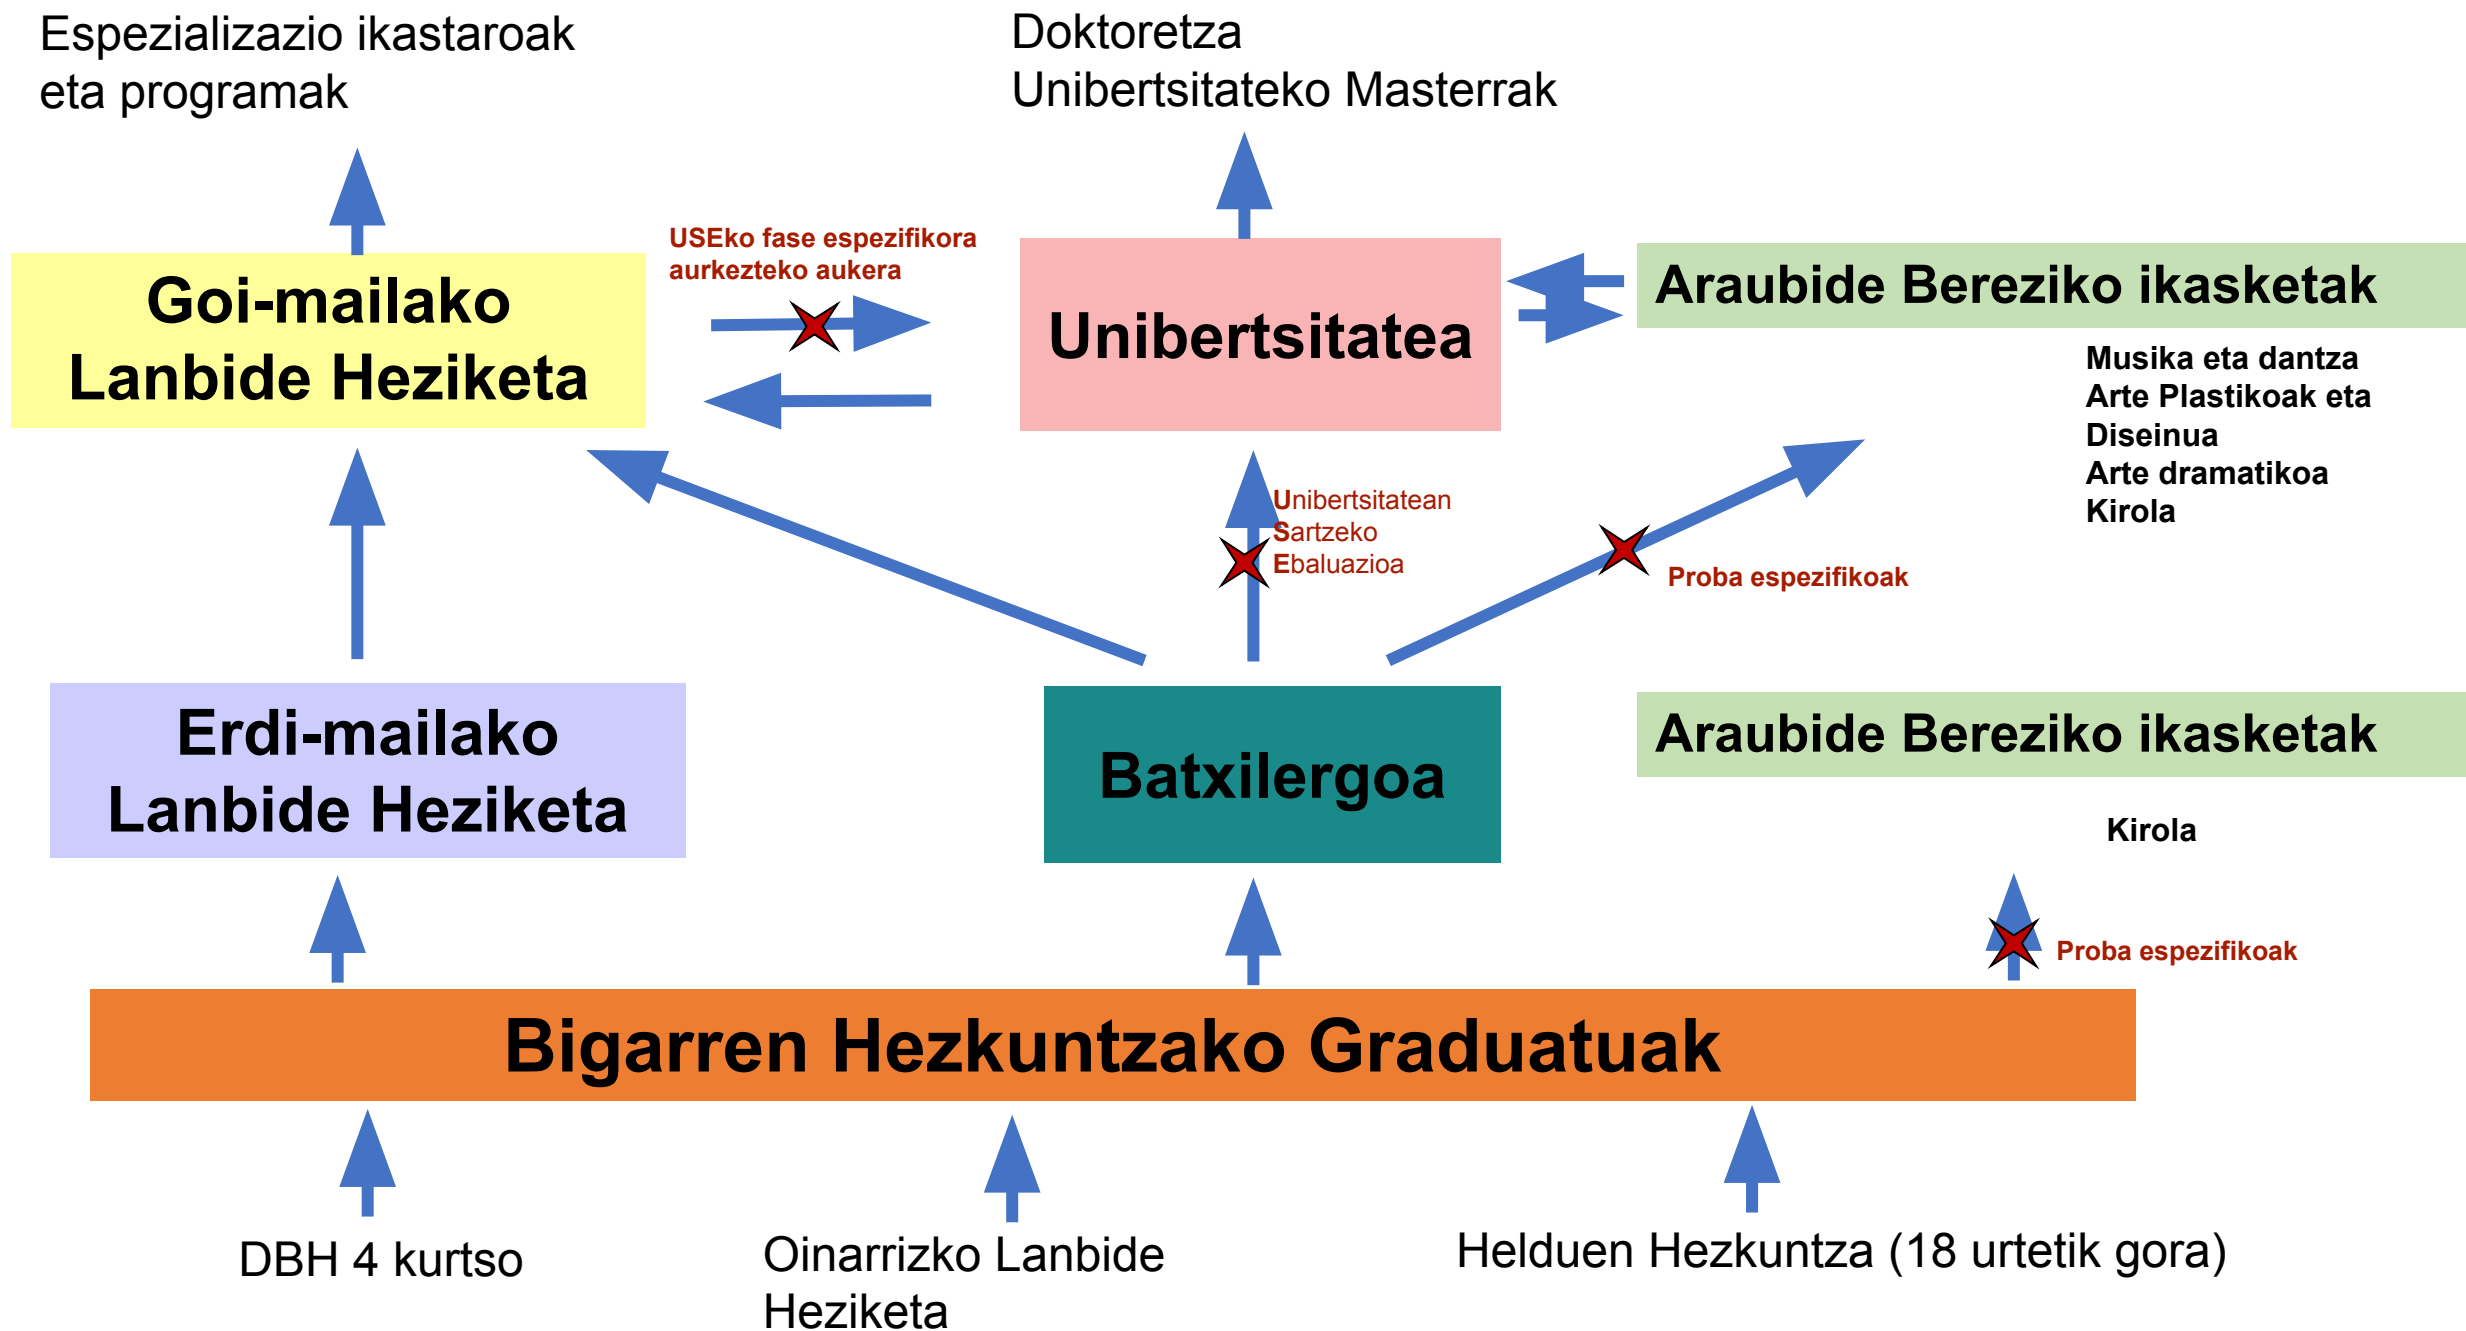 Espezializazio ikastaroak
eta programak
Doktoretza
Unibertsitateko Masterrak
USEko fase espezifikora
aurkezteko aukera
Goi-mailako
Lanbide Heziketa
Unibertsitatea
Araubide Bereziko ikasketak
Musika eta dantza
Arte Plastikoak eta
Diseinua
Arte dramatikoa
Kirola
Unibertsitatean
Sartzeko
Ebaluazioa
Proba espezifikoak
Erdi-mailako
Lanbide Heziketa
Batxilergoa
Araubide Bereziko ikasketak
Kirola
Proba espezifikoak
Bigarren Hezkuntzako Graduatuak
DBH 4 kurtso
Oinarrizko Lanbide
Heziketa
Helduen Hezkuntza (18 urtetik gora)